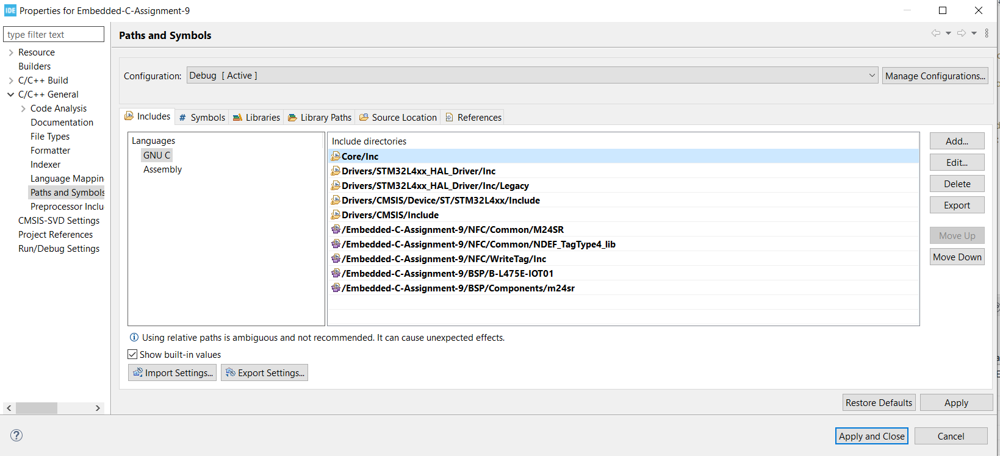 IDE Properties for Embedded-C-Assignment-9
type filter text
Resource
Builders
C/C++ Build
C/C++ General
Code Analysis
Documentation
File Types
Formatter
Indexer
Language Mappin
Paths and Symbols
Preprocessor Inclu
CMSIS-SVD Settings
Project References
Run/Debug Settings
Paths and Symbols
Configuration: Debug [ Active ] Manage Configurations...
Includes # Symbols Libraries Library Paths Source Location References
Languages
GNU C
Assembly
Include directories
Core/Inc
Drivers/STM32L4xx_HAL_Driver/Inc
Drivers/STM32L4xx_HAL_Driver/Inc/Legacy
Drivers/CMSIS/Device/ST/STM32L4xx/Include
Drivers/CMSIS/Include
/Embedded-C-Assignment-9/NFC/Common/M24SR
/Embedded-C-Assignment-9/NFC/Common/NDEF_TagType4_lib
/Embedded-C-Assignment-9/NFC/WriteTag/Inc
/Embedded-C-Assignment-9/BSP/B-L475E-IOT01
/Embedded-C-Assignment-9/BSP/Components/m24sr
Add...
Edit...
Delete
Export
Move Up
Move Down
Using relative paths is ambiguous and not recommended. It can cause unexpected effects.
Show built-in values
Import Settings... Export Settings...
Restore Defaults Apply
Apply and Close Cancel